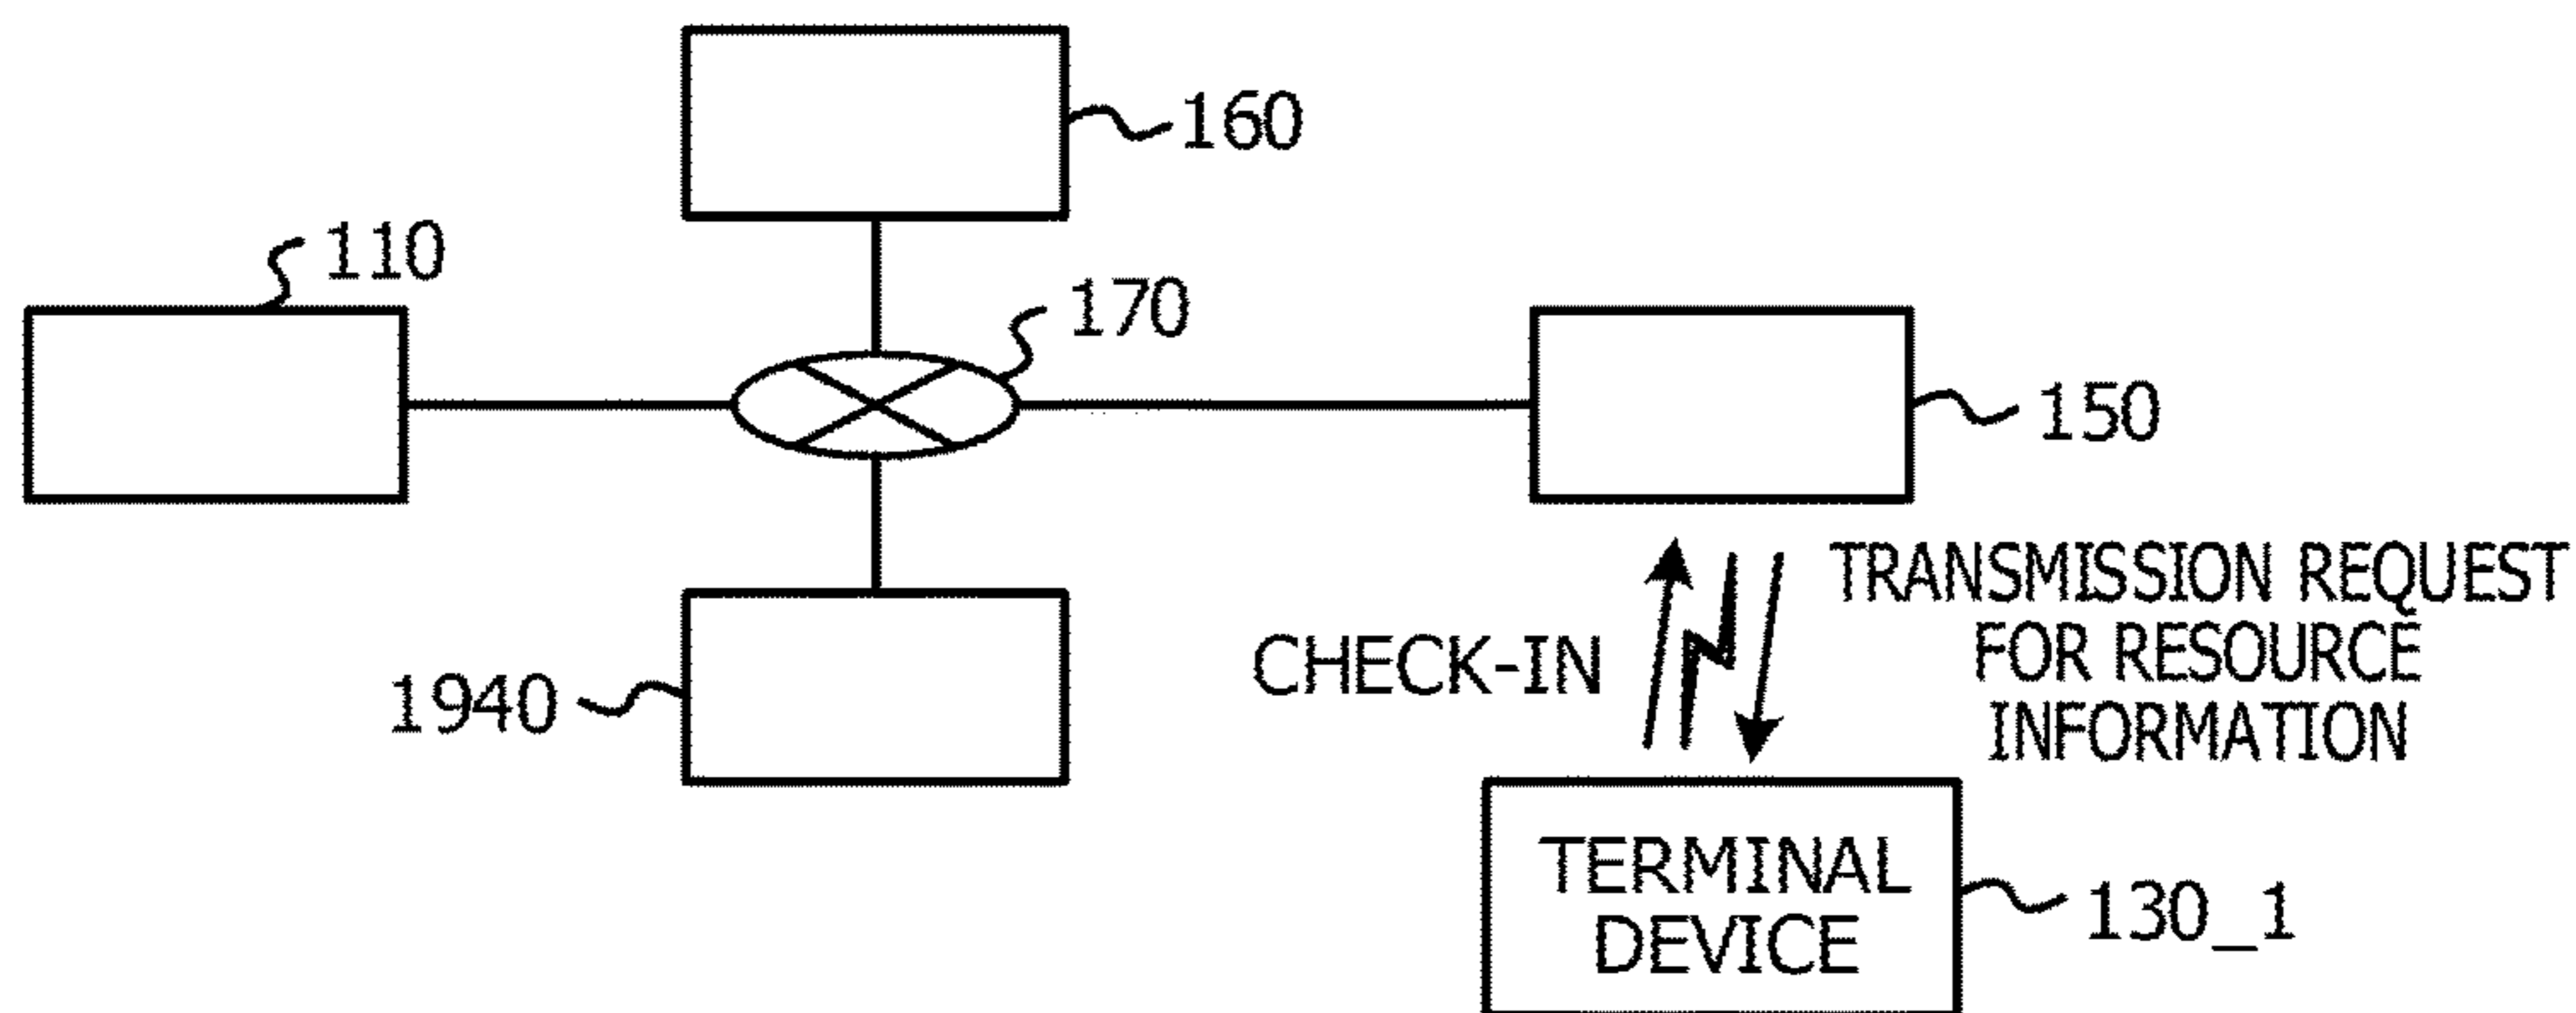 160
110
170
150
TRANSMISSION REQUEST
FOR RESOURCE
INFORMATION
CHECK-IN
1940
TERMINAL
DEVICE
130_1